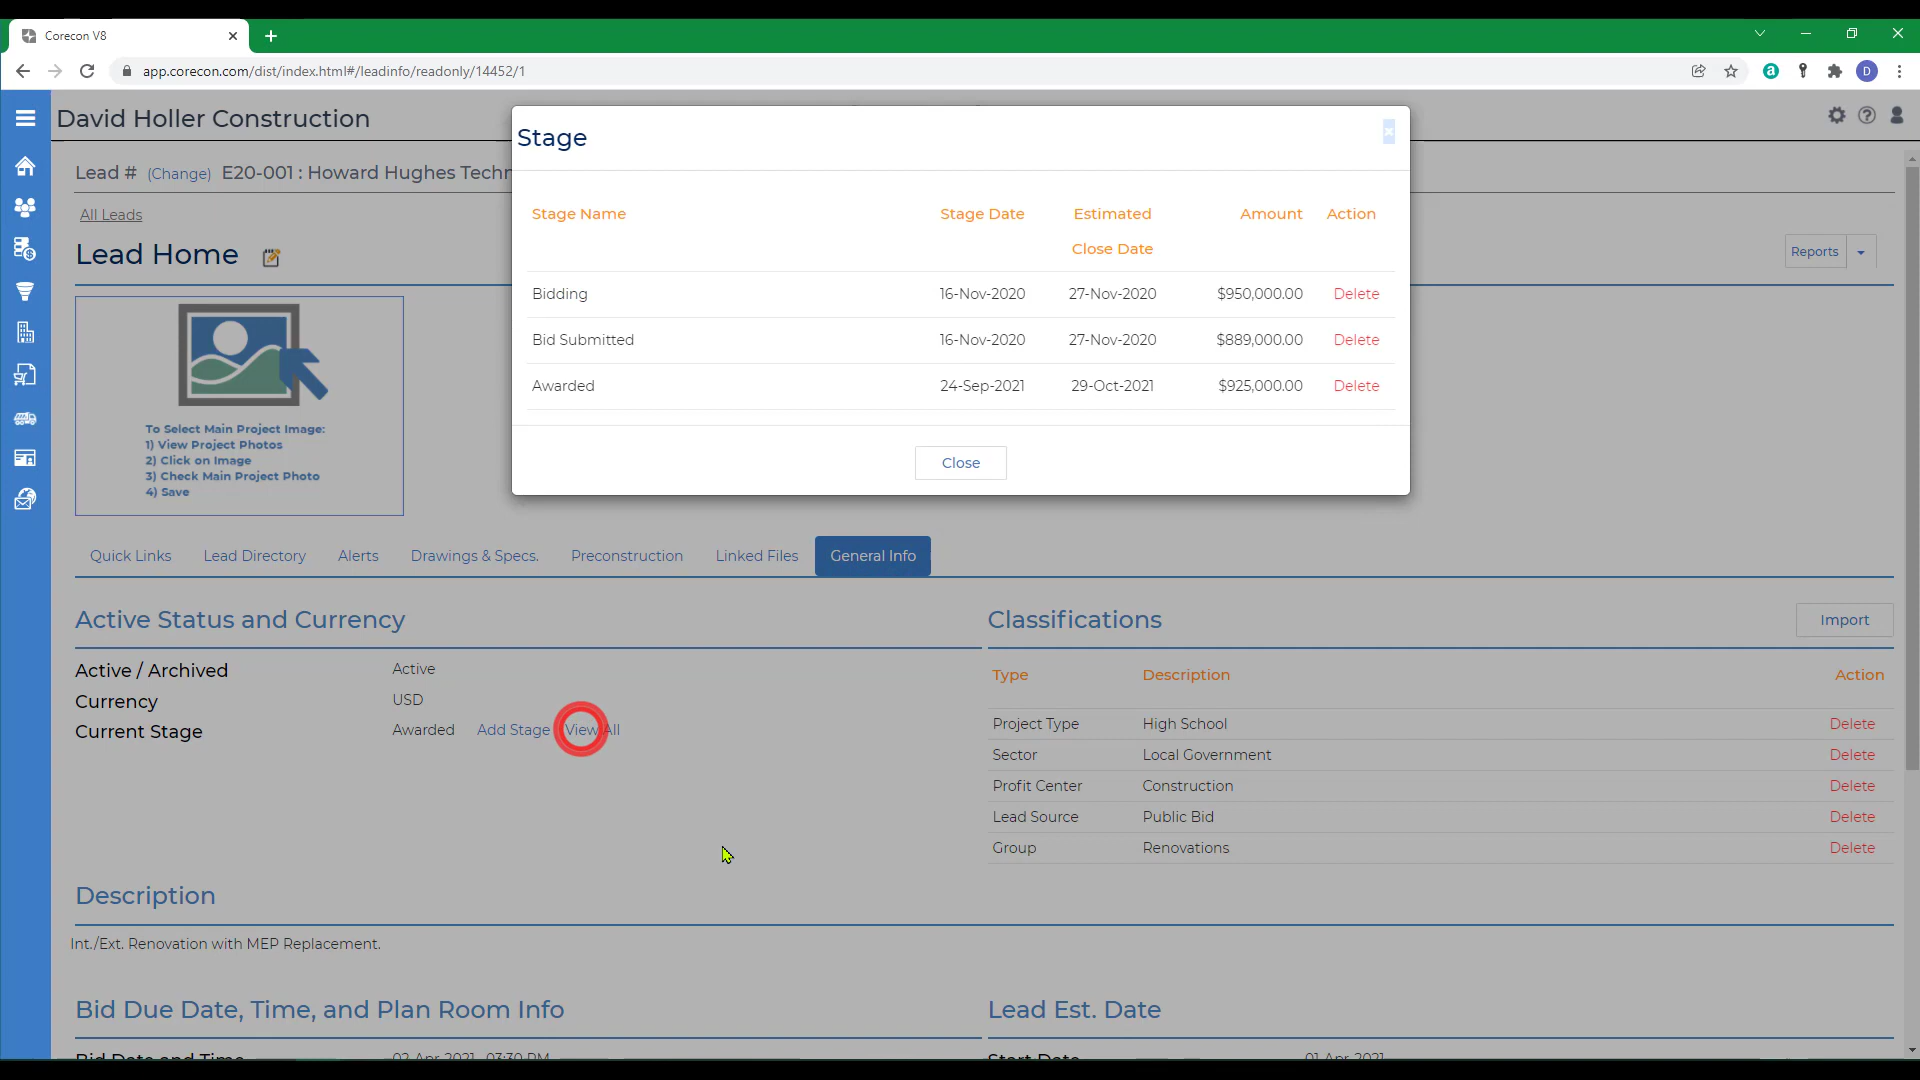 Corecon V8
app.corecon.com/dist/index.html#/leadinfo/readonly/14452/1
D
David Holler Construction
Lead # (Change) E20-001 : Howard Hughes Techn
All Leads
Lead Home
Reports
To Select Main Project Image:
1) View Project Photos
2) Click on Image
3) Check Main Project Photo
4) Save
Stage
Stage Name Stage Date Estimated Close Date Amount Action
Bidding 16-Nov-2020 27-Nov-2020 $950,000.00 Delete
Bid Submitted 16-Nov-2020 27-Nov-2020 $889,000.00 Delete
Awarded 24-Sep-2021 29-Oct-2021 $925,000.00 Delete
Close
Quick Links Lead Directory Alerts Drawings & Specs. Preconstruction Linked Files General Info
Active Status and Currency
Active / Archived Active
Currency USD
Current Stage Awarded Add Stage View All
Classifications Import
Type Description Action
Project Type High School Delete
Sector Local Government Delete
Profit Center Construction Delete
Lead Source Public Bid Delete
Group Renovations Delete
Description
Int./Ext. Renovation with MEP Replacement.
Bid Due Date, Time, and Plan Room Info
Bid Date and Time 02 Apr 2021 03:30 PM
Lead Est. Date
Start Date 01 Apr 2021